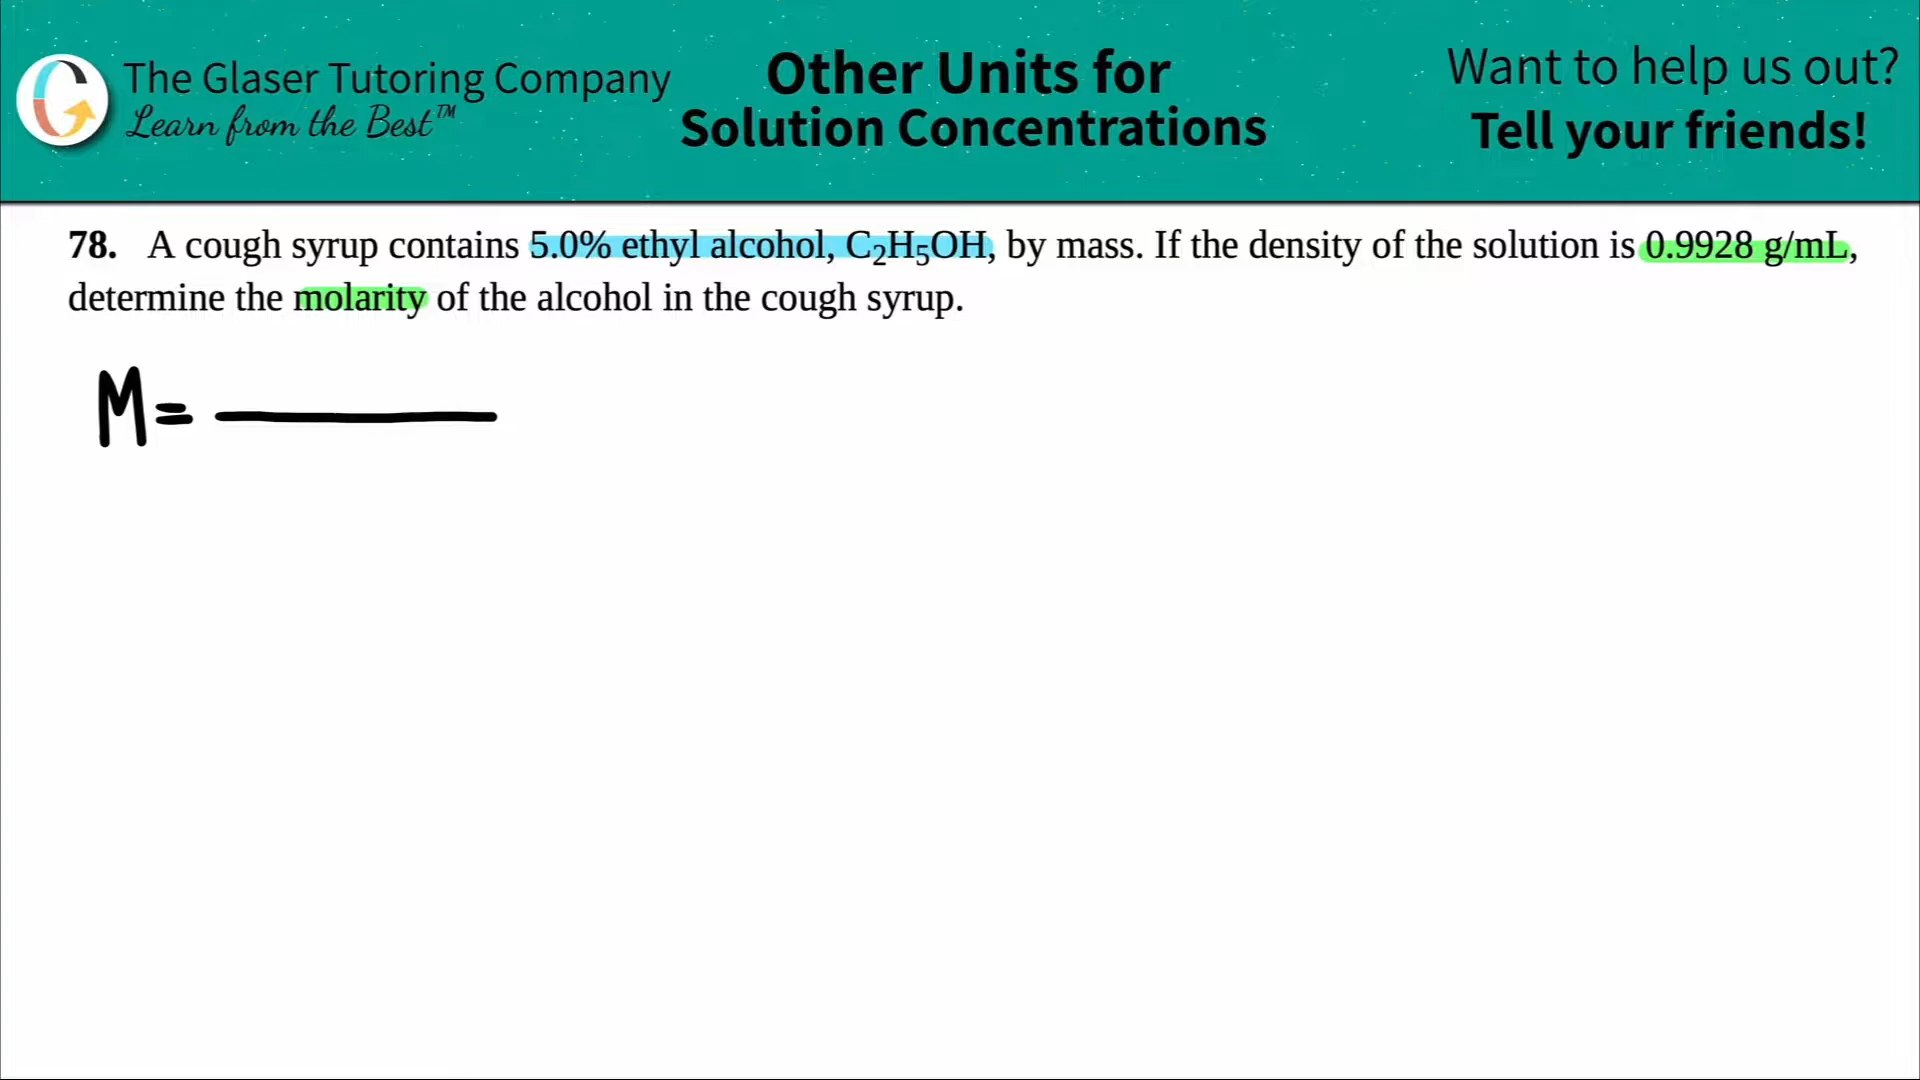 The Glaser Tutoring Company
Learn from the Best™
Other Units for
Solution Concentrations
Want to help us out?
Tell your friends!
78. A cough syrup contains 5.0% ethyl alcohol, C₂H₅OH, by mass. If the density of the solution is 0.9928 g/mL,
determine the molarity of the alcohol in the cough syrup.
M=